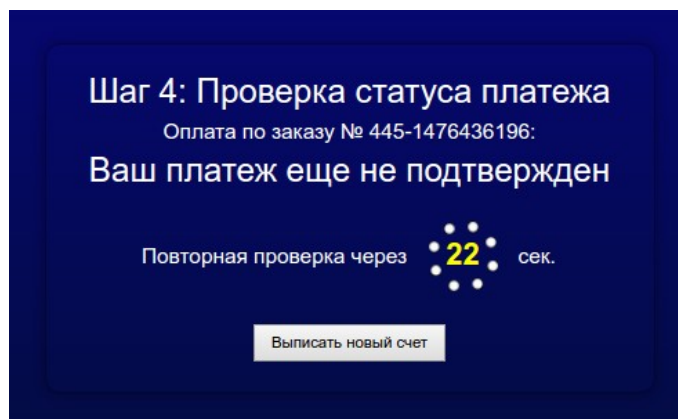 Шаг 4: Проверка статуса платежа
Оплата по заказу № 445-1476436196:
Ваш платеж еще не подтвержден
Повторная проверка через 22 сек.
Выписать новый счет